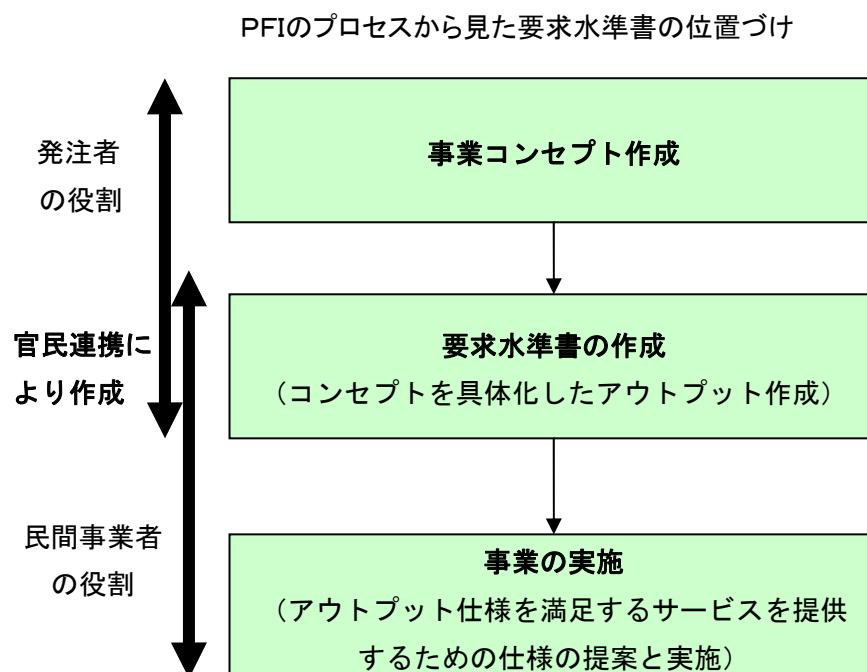 PFIのプロセスから見た要求水準書の位置づけ
発注者
の役割
事業コンセプト作成
官民連携に
より作成
要求水準書の作成
（コンセプトを具体化したアウトプット作成）
民間事業者
の役割
事業の実施
（アウトプット仕様を満足するサービスを提供
するための仕様の提案と実施）